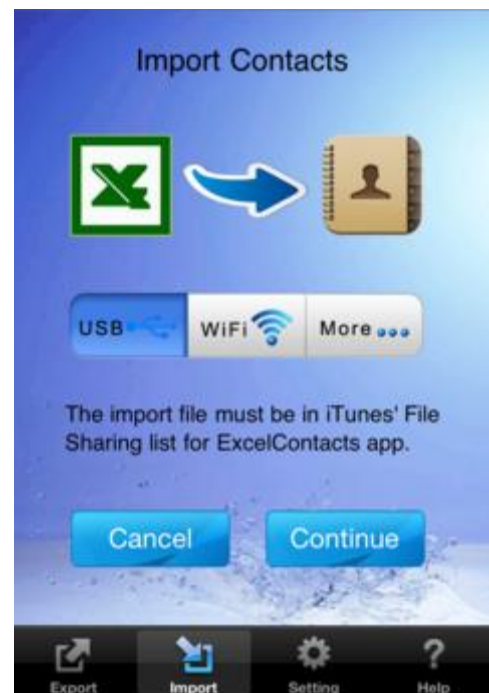 Import Contacts
USB WiFi More...
The import file must be in iTunes' File
Sharing list for ExcelContacts app.
Cancel Continue
Export Import Setting Help